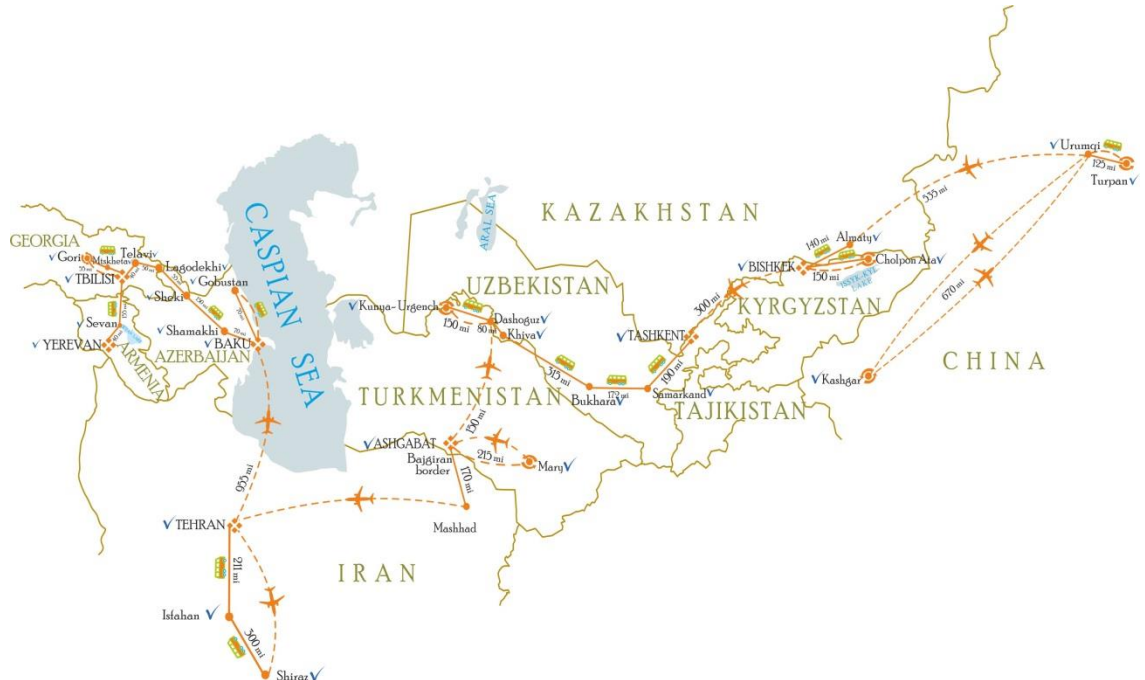 Urumqi
125 mi
Turpan
KAZAKHSTAN
ARAL SEA
535 mi
CASPIAN
SEA
GEORGIA
Gori
Mtskheta
Telavi
Lagodekhi
TBILISI
Gobustan
Sheki
Sevan
Shamakhi
YEREVAN
AZERBAIJAN
BAKU
ARMENIA
Almaty
140 mi
BISHKEK
Cholpon Ata
150 mi
ISSYK-KYL
LAKE
KYRGYZSTAN
300 mi
670 mi
UZBEKISTAN
Kunya-Urgench
150 mi
Dashoguz
80 mi
Khiva
TASHKENT
CHINA
315 mi
190 mi
Kashgar
172 mi
Bukhara
Samarkand
TAJIKISTAN
TURKMENISTAN
150 mi
ASHGABAT
Bajgiran
border
215 mi
Mary
170 mi
Mashhad
TEHRAN
211 mi
IRAN
Isfahan
300 mi
Shiraz